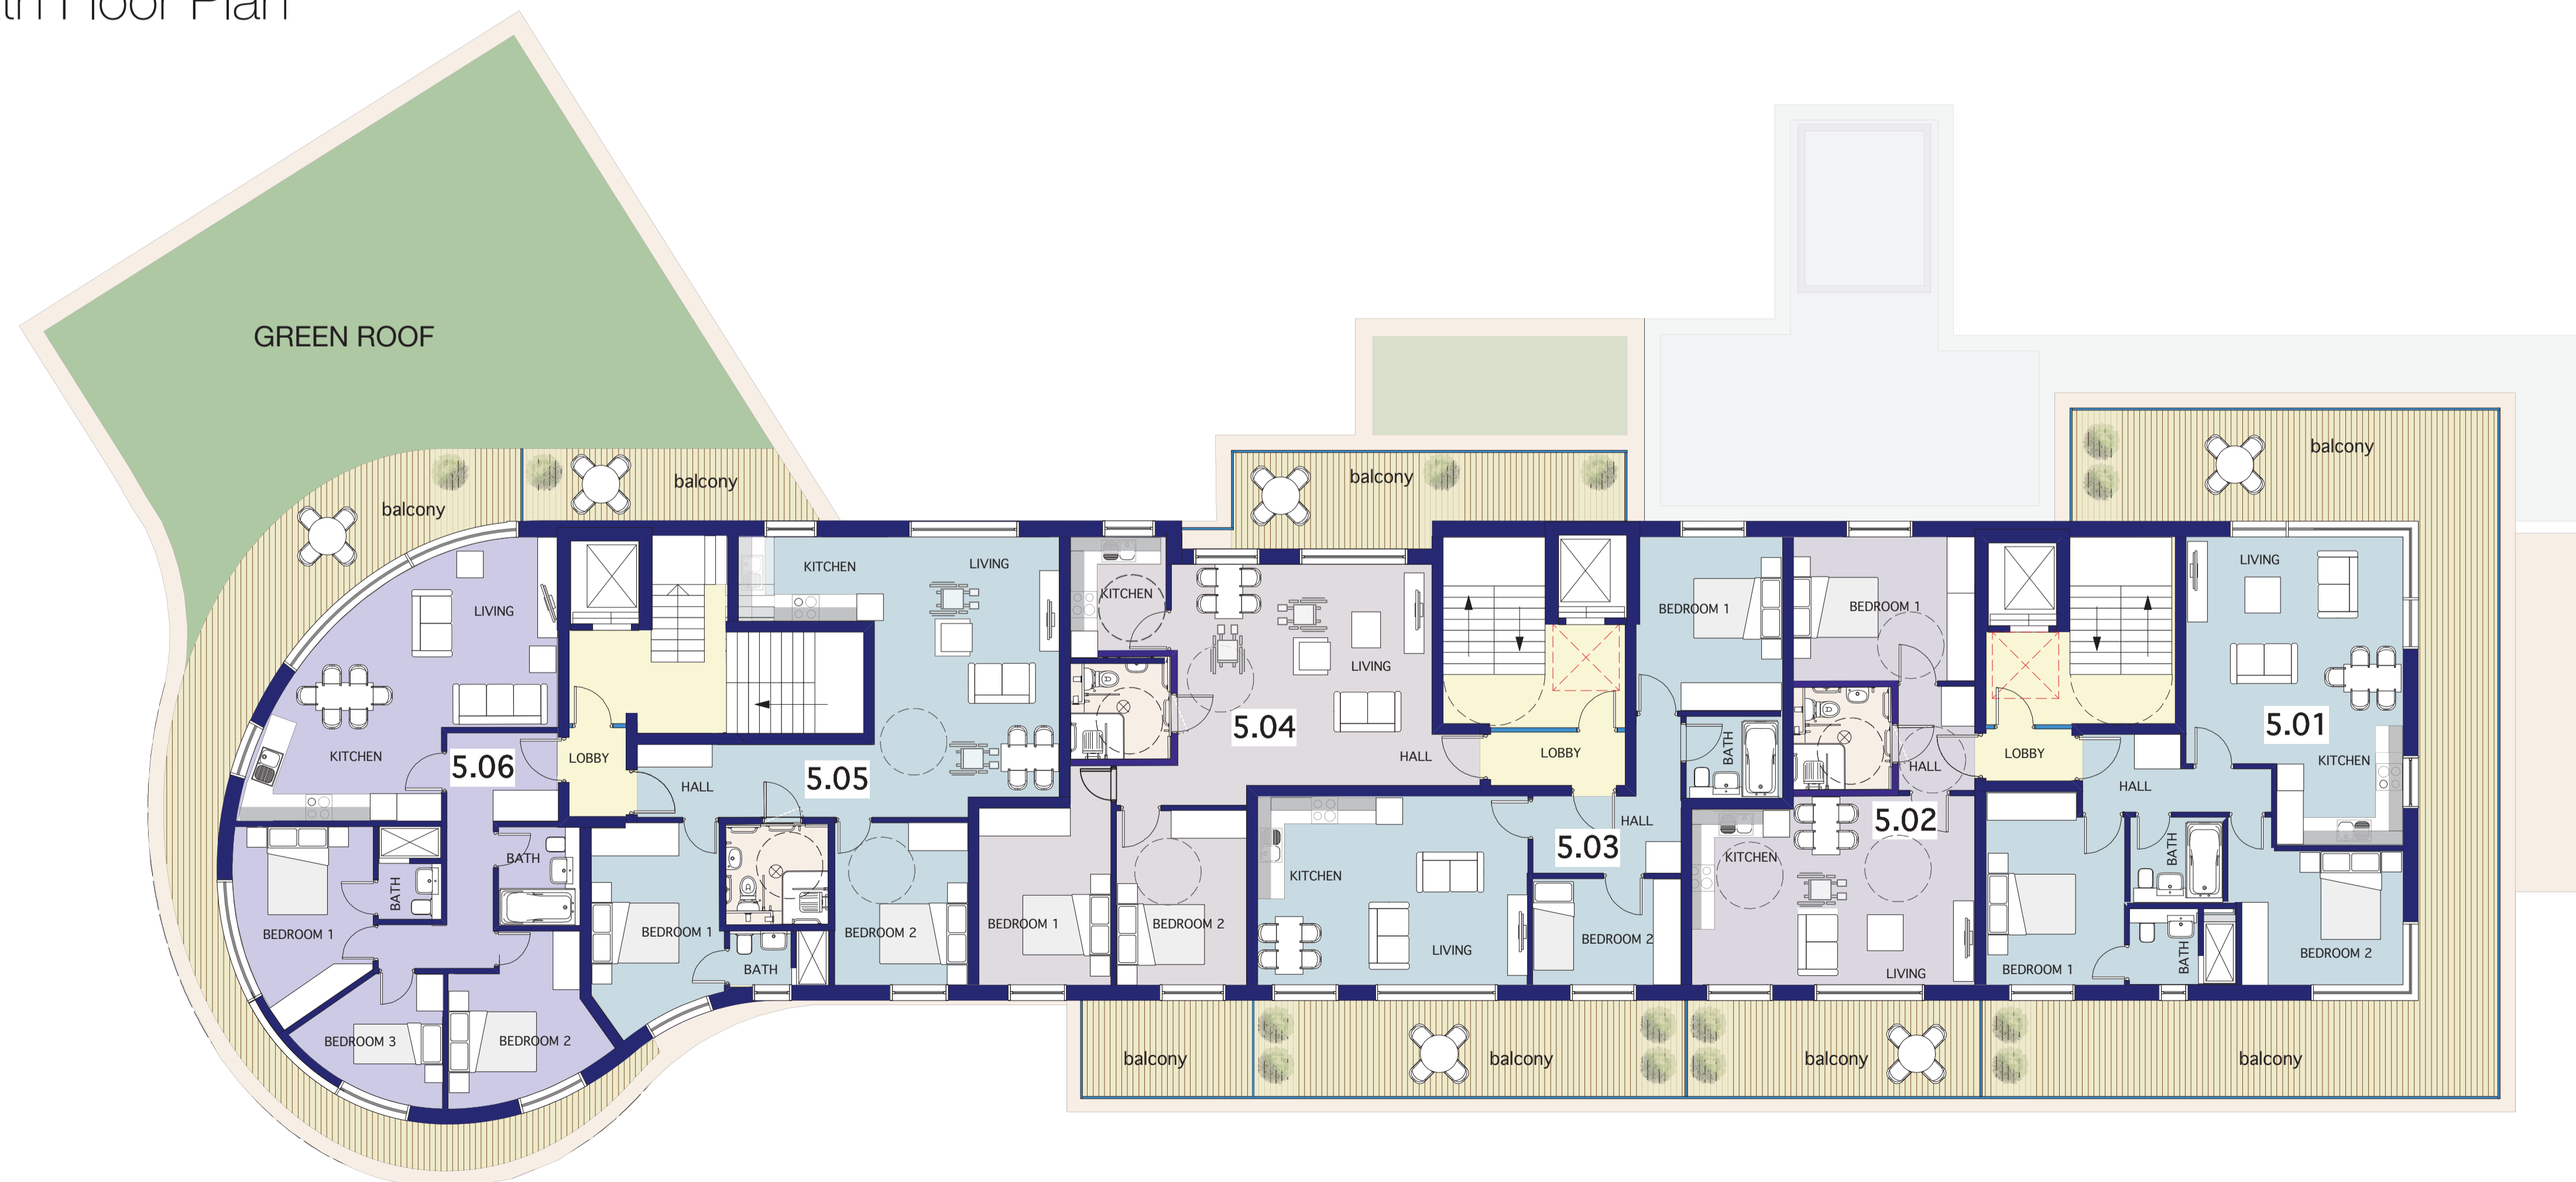 Floor Plan
GREEN ROOF
balcony
balcony
balcony
balcony
LIVING
KITCHEN
5.06
BEDROOM 1
BATH
BATH
BEDROOM 3
BEDROOM 2
LOBBY
KITCHEN
LIVING
HALL
5.05
BEDROOM 1
BATH
BEDROOM 2
KITCHEN
LIVING
5.04
HALL
BEDROOM 1
BEDROOM 2
LOBBY
BEDROOM 1
BATH
HALL
5.03
KITCHEN
LIVING
BEDROOM 2
BEDROOM 1
HALL
5.02
KITCHEN
LIVING
LOBBY
LIVING
5.01
KITCHEN
HALL
BATH
BEDROOM 1
BATH
BEDROOM 2
balcony
balcony
balcony
balcony